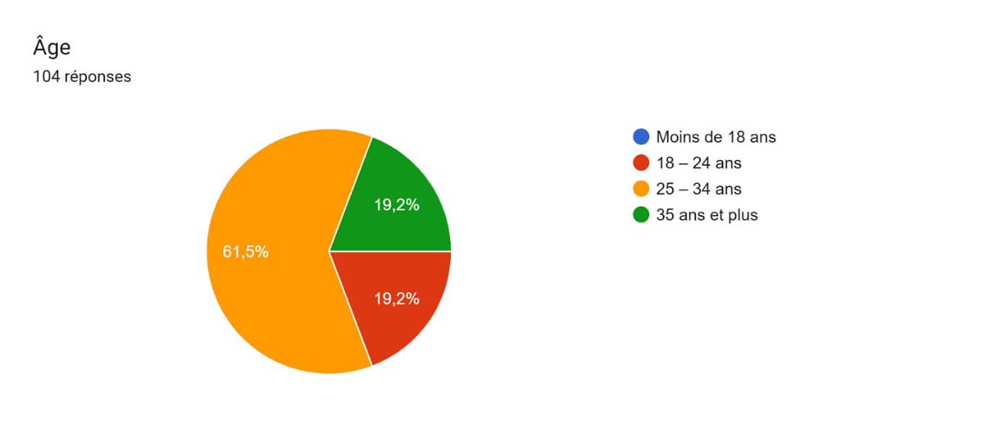 Âge
104 réponses
Moins de 18 ans
18 – 24 ans
25 – 34 ans
35 ans et plus
19,2%
61,5%
19,2%